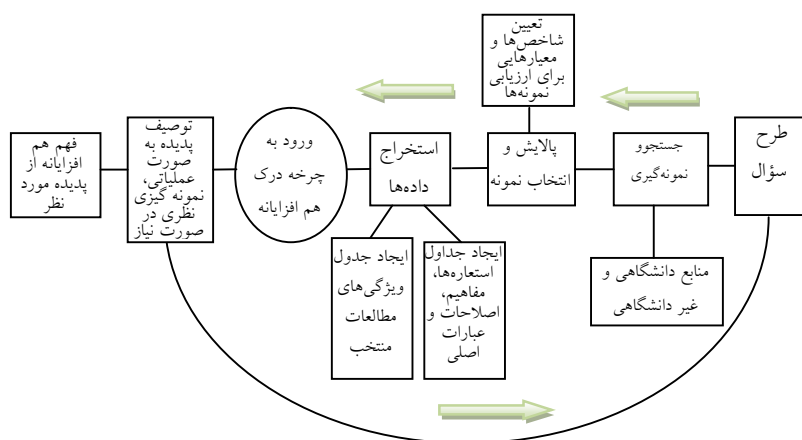 طرح
سؤال
جستجوو
نمونه‌گیری
منابع دانشگاهی و
غیر دانشگاهی
تعیین
شاخص‌ها و
معیارهایی
برای ارزیابی
نمونه‌ها
پالایش و
انتخاب نمونه
استخراج
داده‌ها
ایجاد جداول
استعاره‌ها،
مفاهیم،
اصلاحات و
عبارات
اصلی
ایجاد جدول
ویژگی‌های
مطالعات
منتخب
ورود به
چرخه درک
هم افزایانه
توصیف
پدیده به
صورت
عملیاتی،
نمونه گیزی
نظری در
صورت نیاز
فهم هم
افزایانه از
پدیده مورد
نظر